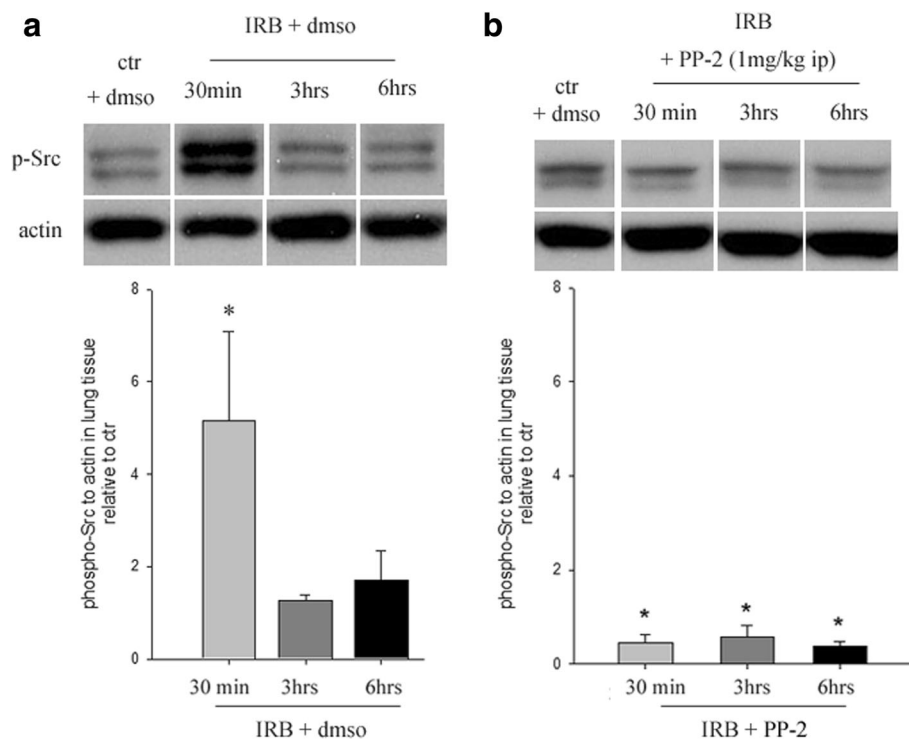 a
IRB + dmso
ctr
+ dmso
30min
3hrs
6hrs
p-Src
actin
8
6
4
2
0
*
phospho-Src to actin in lung tissue
relative to ctr
30 min
3hrs
6hrs
IRB + dmso
b
IRB
+ PP-2 (1mg/kg ip)
ctr
+ dmso
30 min
3hrs
6hrs
8
6
4
2
0
*
*
*
phospho-Src to actin in lung tissue
relative to ctr
30 min
3hrs
6hrs
IRB + PP-2